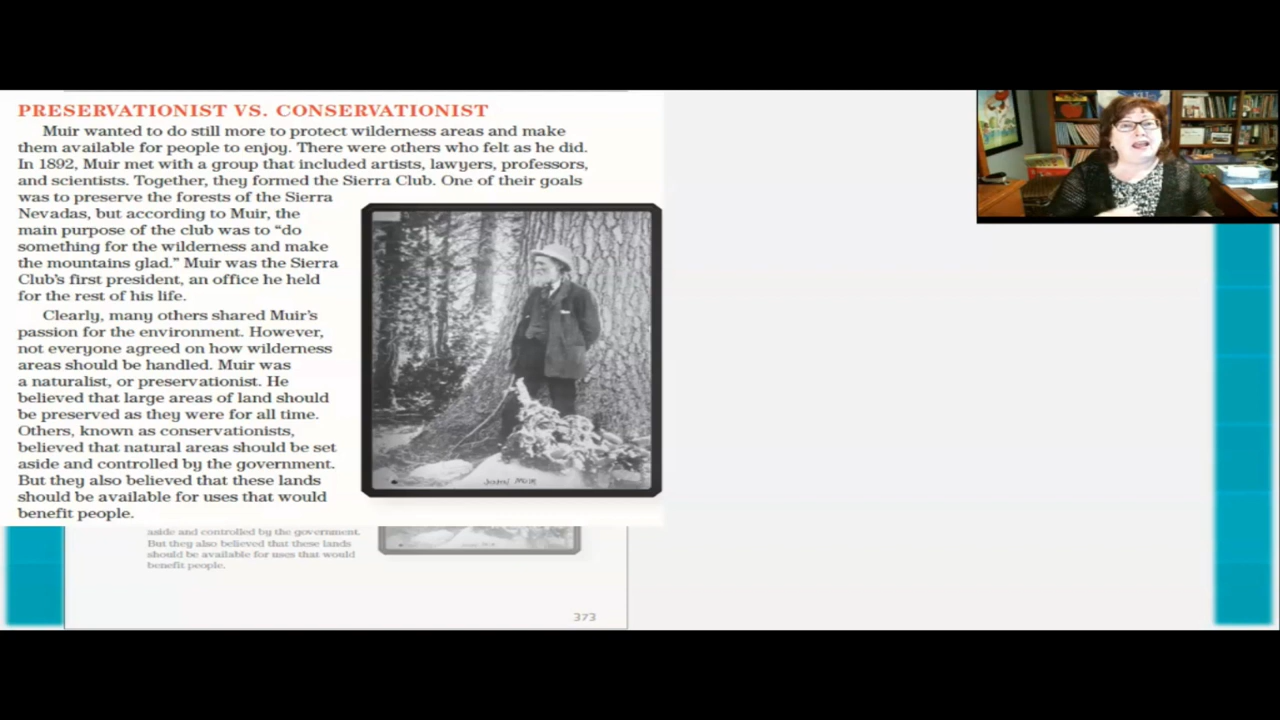 PRESERVATIONIST VS. CONSERVATIONIST
Muir wanted to do still more to protect wilderness areas and make
them available for people to enjoy. There were others who felt as he did.
In 1892, Muir met with a group that included artists, lawyers, professors,
and scientists. Together, they formed the Sierra Club. One of their goals
was to preserve the forests of the Sierra
Nevadas, but according to Muir, the
main purpose of the club was to “do
something for the wilderness and make
the mountains glad.” Muir was the Sierra
Club’s first president, an office he held
for the rest of his life.
Clearly, many others shared Muir’s
passion for the environment. However,
not everyone agreed on how wilderness
areas should be handled. Muir was
a naturalist, or preservationist. He
believed that large areas of land should
be preserved as they were for all time.
Others, known as conservationists,
believed that natural areas should be set
aside and controlled by the government.
But they also believed that these lands
should be available for uses that would
benefit people.
JOHN MUIR
aside and controlled by the government.
But they also believed that these lands
should be available for uses that would
benefit people.
373